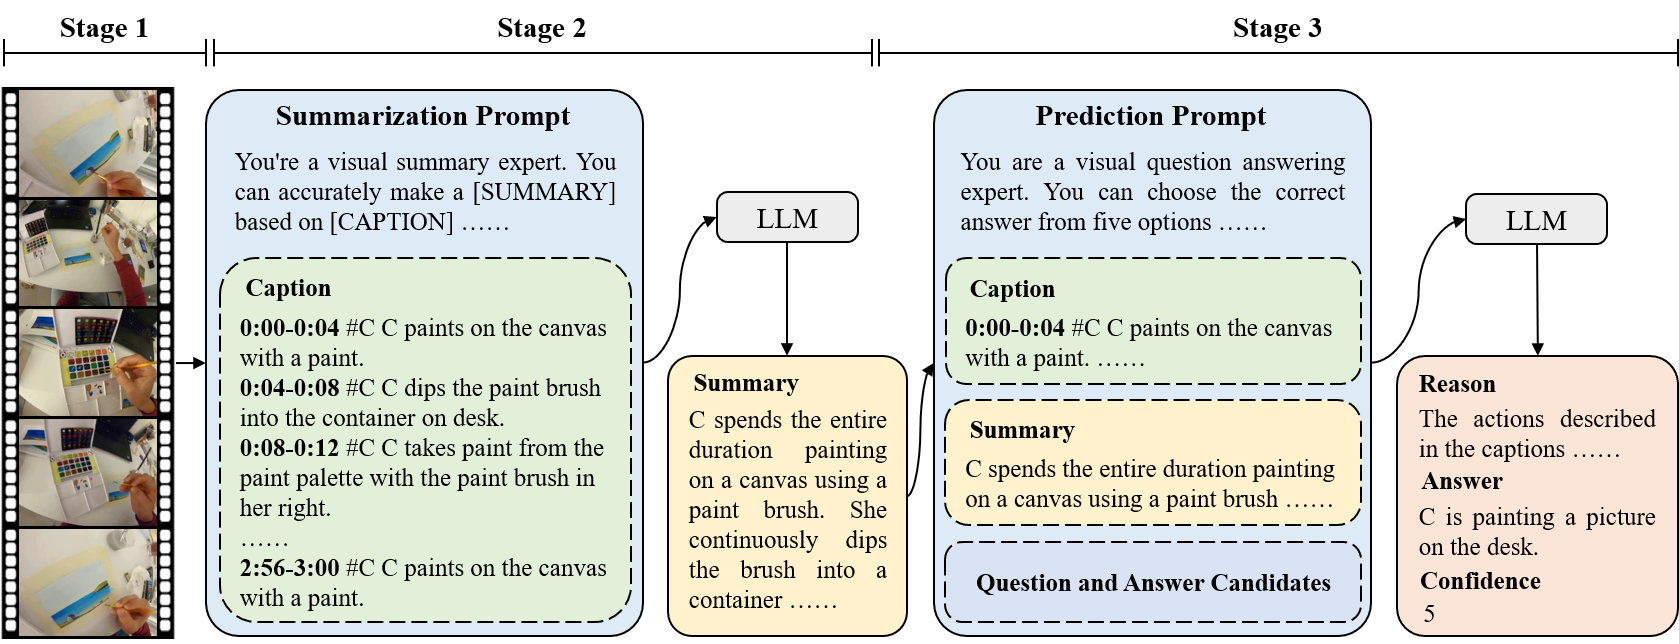 Stage 1
Stage 2
Stage 3
Summarization Prompt
You're a visual summary expert. You
can accurately make a [SUMMARY]
based on [CAPTION] ……
Caption
0:00-0:04 #C C paints on the canvas
with a paint.
0:04-0:08 #C C dips the paint brush
into the container on desk.
0:08-0:12 #C C takes paint from the
paint palette with the paint brush in
her right.
……
2:56-3:00 #C C paints on the canvas
with a paint.
LLM
Summary
C spends the entire
duration painting
on a canvas using a
paint brush. She
continuously dips
the brush into a
container ……
Prediction Prompt
You are a visual question answering
expert. You can choose the correct
answer from five options ……
Caption
0:00-0:04 #C C paints on the canvas
with a paint. ……
Summary
C spends the entire duration painting
on a canvas using a paint brush ……
Question and Answer Candidates
LLM
Reason
The actions described
in the captions ……
Answer
C is painting a picture
on the desk.
Confidence
5